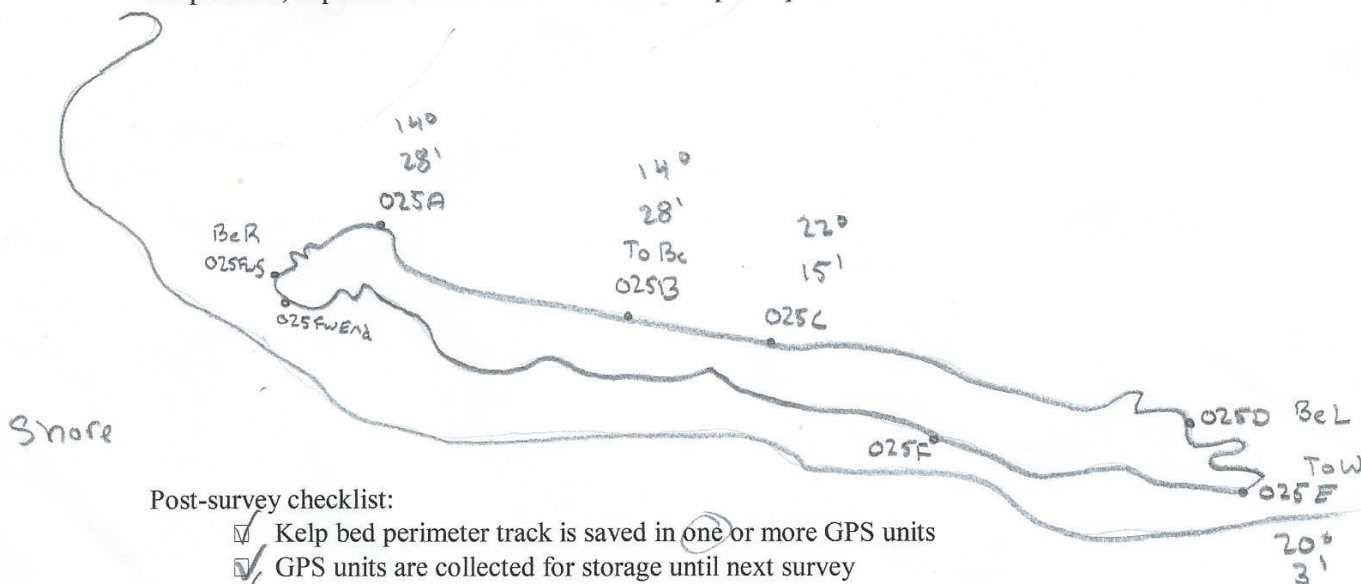 14°
28'
025A
14°
28'
To Bc
025B
22°
15'
025C
BeR
025FWS
025FWEnd
025D BeL
ToW
025E
20°
3'
025F
Shore
Post-survey checklist:
Kelp bed perimeter track is saved in one or more GPS units
GPS units are collected for storage until next survey